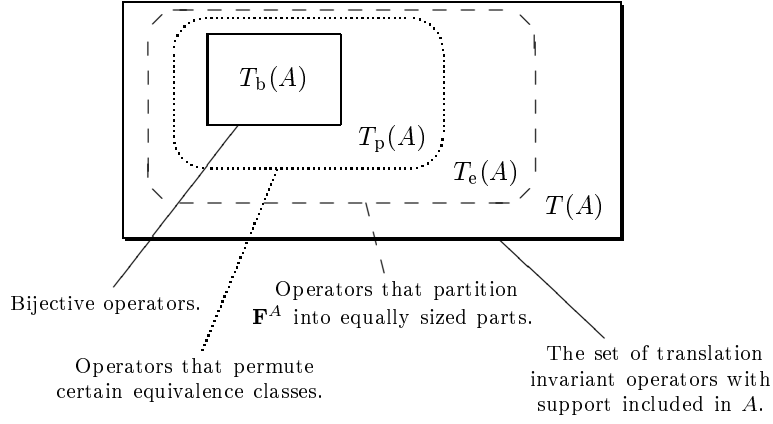 T_b(A)
T_p(A)
T_e(A)
T(A)
Bijective operators.
Operators that partition
F^A into equally sized parts.
Operators that permute
certain equivalence classes.
The set of translation
invariant operators with
support included in A.